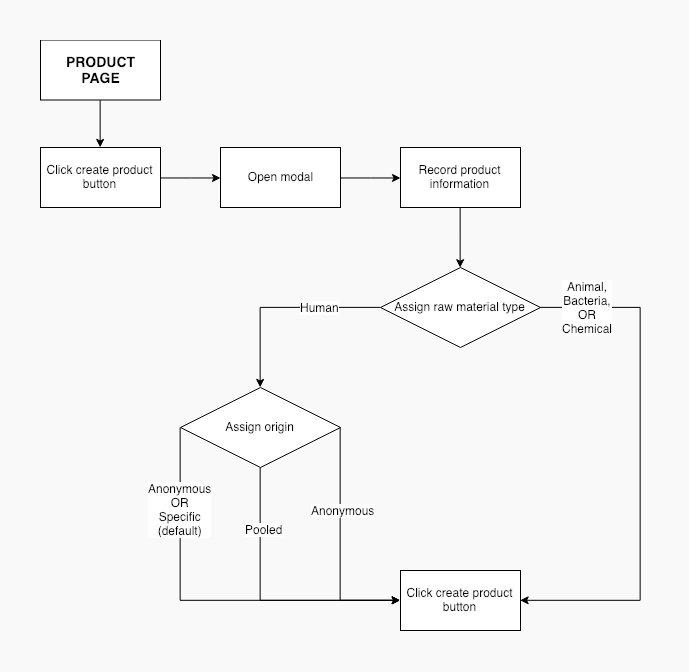 PRODUCT
PAGE
Click create product
button
Open modal
Record product
information
Assign raw material type
Human
Animal,
Bacteria,
OR
Chemical
Assign origin
Anonymous
OR
Specific
(default)
Pooled
Anonymous
Click create product
button